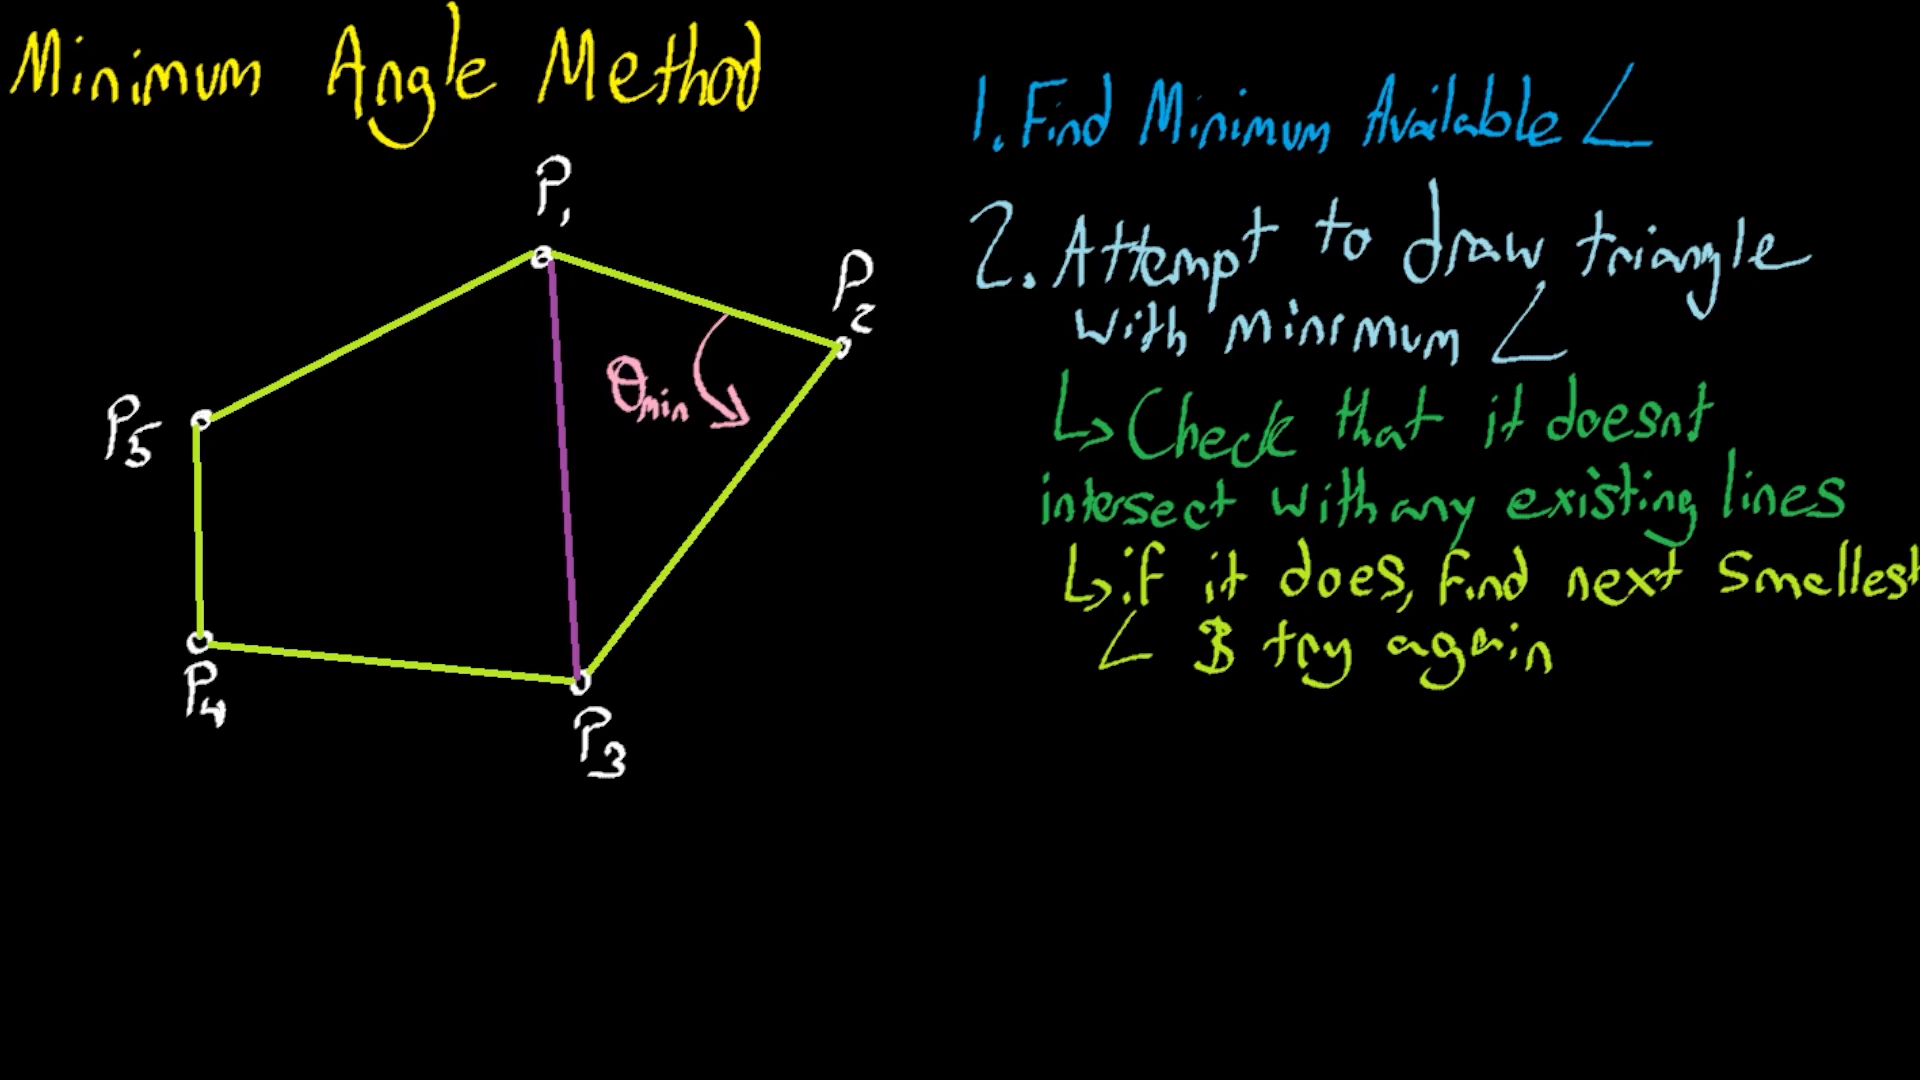 Minimum Angle Method
1. Find Minimum Available ∠
2. Attempt to draw triangle
with minimum ∠
↳ Check that it doesnt
intersect with any existing lines
↳ if it does, find next smallest
∠ & try again
P1
P2
θmin
P5
P4
P3